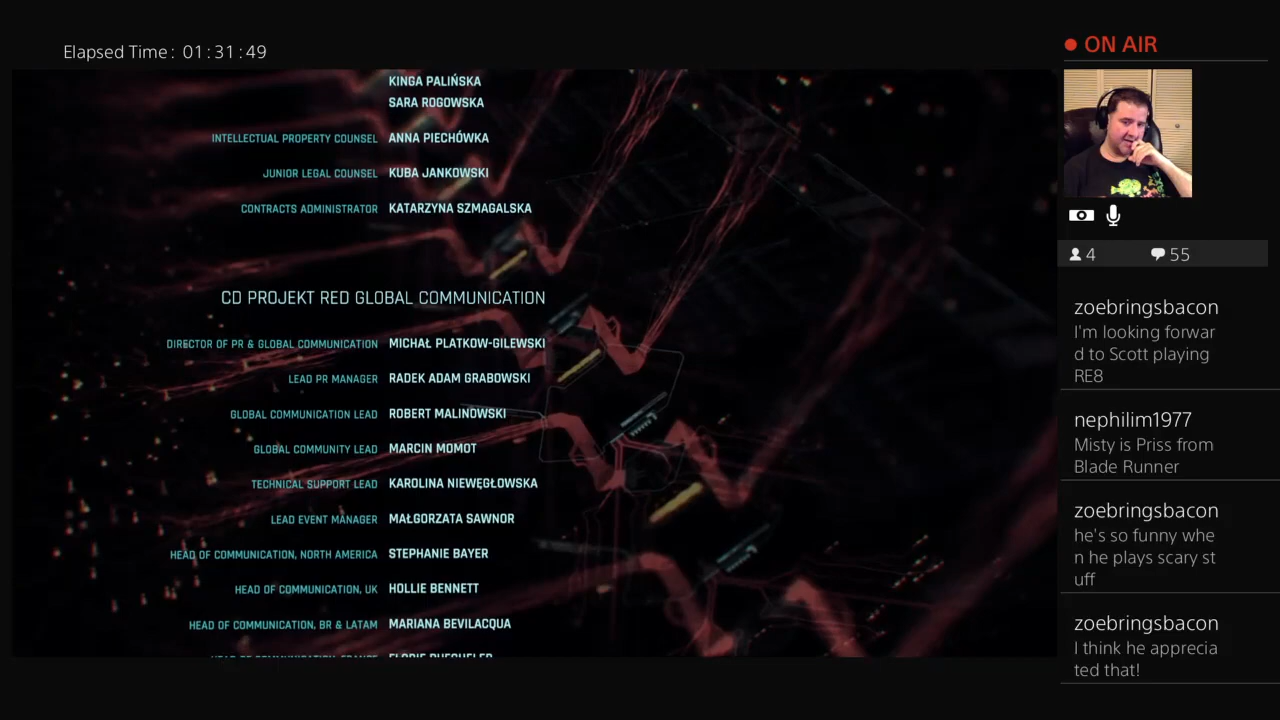 Elapsed Time: 01:31:49
ON AIR
KINGA PALIŃSKA
SARA ROGOWSKA
INTELLECTUAL PROPERTY COUNSEL ANNA PIECHÓWKA
JUNIOR LEGAL COUNSEL KUBA JANKOWSKI
CONTRACTS ADMINISTRATOR KATARZYNA SZMAGALSKA
CD PROJEKT RED GLOBAL COMMUNICATION
DIRECTOR OF PR & GLOBAL COMMUNICATION MICHAŁ PLATKOW-GILEWSKI
LEAD PR MANAGER RADEK ADAM GRABOWSKI
GLOBAL COMMUNICATION LEAD ROBERT MALINOWSKI
GLOBAL COMMUNITY LEAD MARCIN MOMOT
TECHNICAL SUPPORT LEAD KAROLINA NIEWĘGŁOWSKA
LEAD EVENT MANAGER MAŁGORZATA SAWNOR
HEAD OF COMMUNICATION, NORTH AMERICA STEPHANIE BAYER
HEAD OF COMMUNICATION, UK HOLLIE BENNETT
HEAD OF COMMUNICATION, BR & LATAM MARIANA BEVILACQUA
4 55
zoebringsbacon
I'm looking forwar
d to Scott playing
RE8
nephilim1977
Misty is Priss from
Blade Runner
zoebringsbacon
he's so funny whe
n he plays scary st
uff
zoebringsbacon
I think he apprecia
ted that!